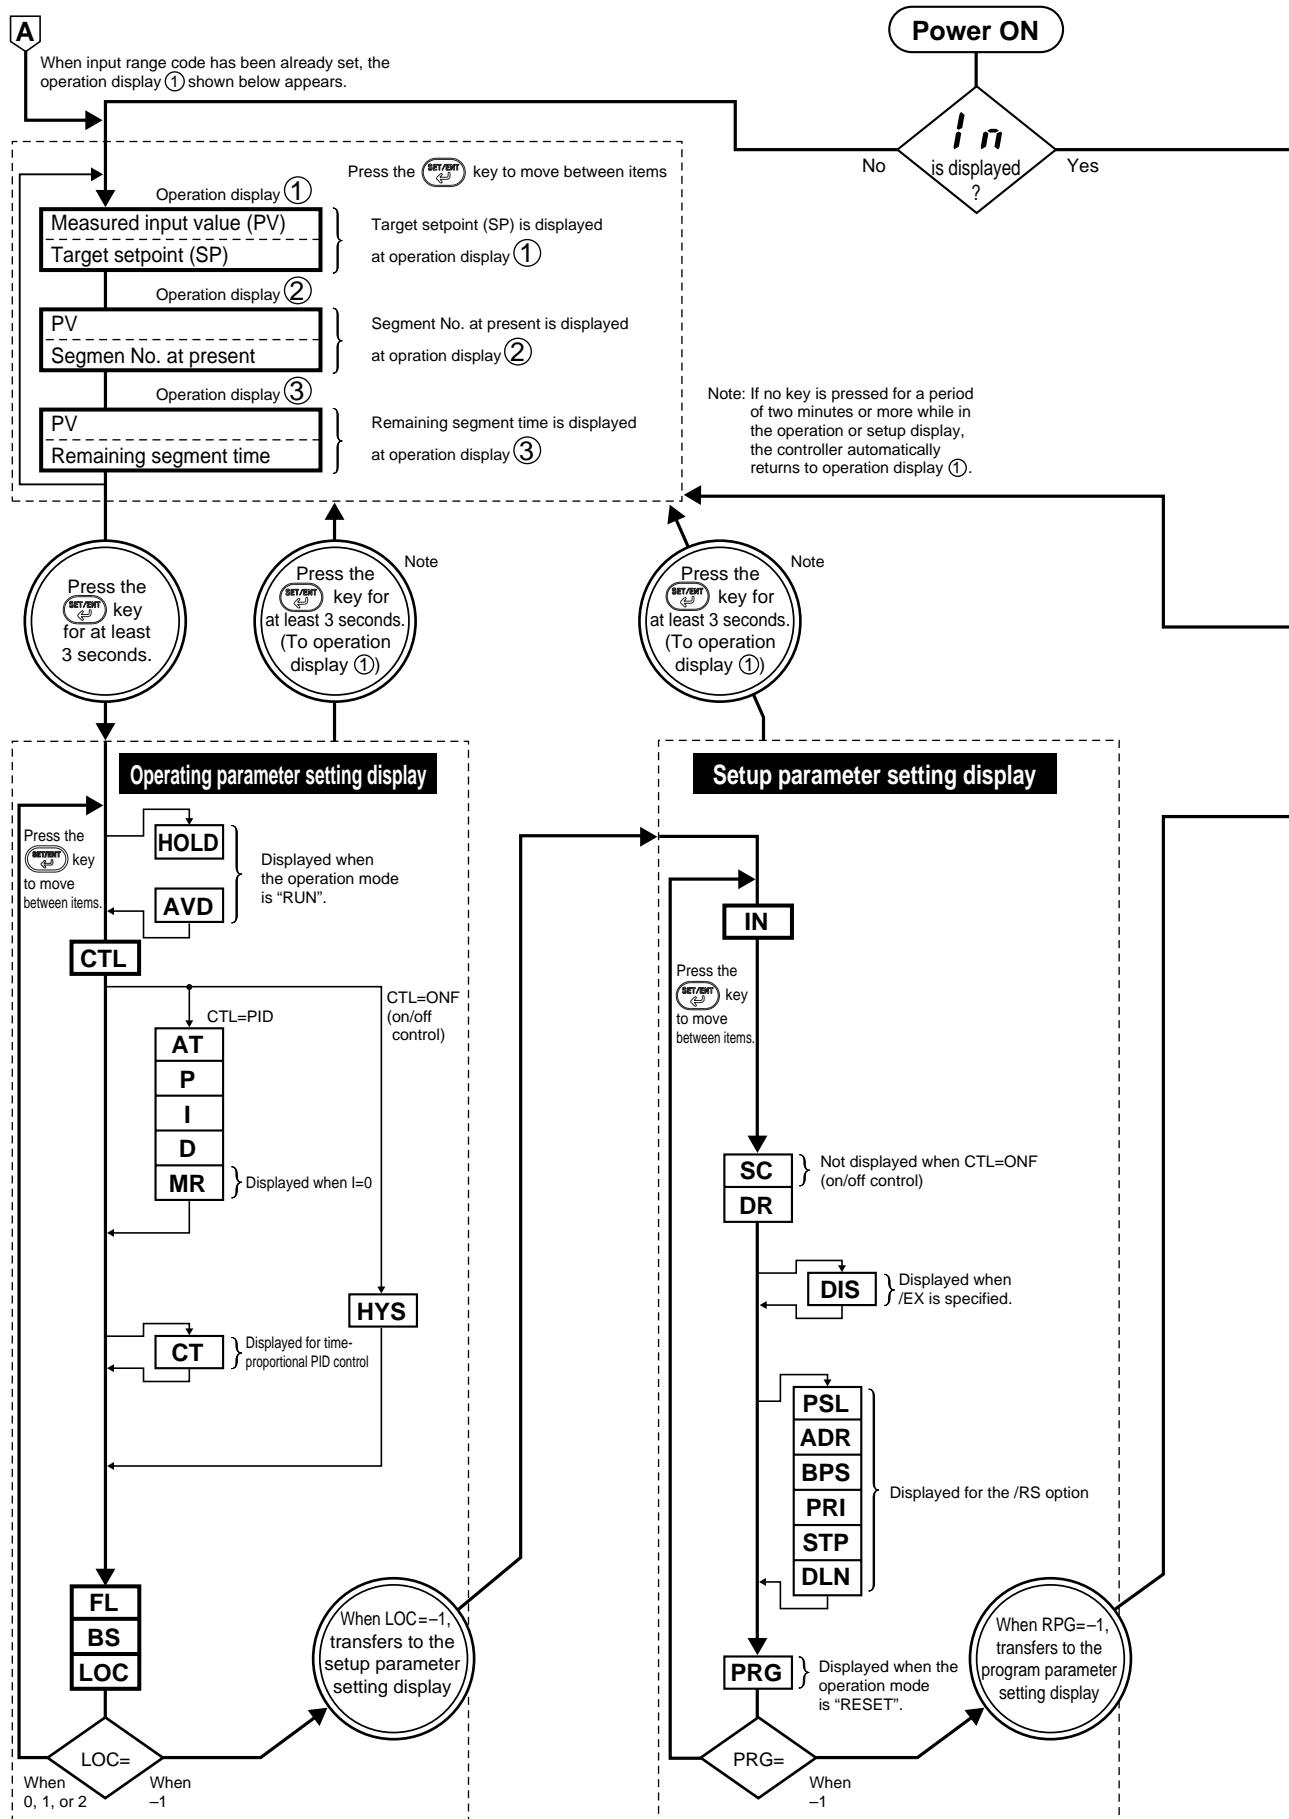 A
When input range code has been already set, the
operation display ① shown below appears.
Power ON
In
is displayed
?
No
Yes
Press the SET/ENT key to move between items
Operation display ①
Measured input value (PV)
Target setpoint (SP)
Target setpoint (SP) is displayed
at operation display ①
Operation display ②
PV
Segmen No. at present
Segment No. at present is displayed
at opration display ②
Operation display ③
PV
Remaining segment time
Remaining segment time is displayed
at operation display ③
Note: If no key is pressed for a period
of two minutes or more while in
the operation or setup display,
the controller automatically
returns to operation display ①.
Press the
SET/ENT key
for at least
3 seconds.
Note
Press the
SET/ENT key for
at least 3 seconds.
(To operation
display ①)
Note
Press the
SET/ENT key for
at least 3 seconds.
(To operation
display ①)
Operating parameter setting display
Press the
SET/ENT key
to move
between items.
HOLD
AVD
Displayed when
the operation mode
is “RUN”.
CTL
CTL=PID
CTL=ONF
(on/off
control)
AT
P
I
D
MR
Displayed when I=0
HYS
CT
Displayed for time-
proportional PID control
FL
BS
LOC
LOC=
When
0, 1, or 2
When
–1
When LOC=–1,
transfers to the
setup parameter
setting display
Setup parameter setting display
IN
Press the
SET/ENT key
to move
between items.
SC
DR
Not displayed when CTL=ONF
(on/off control)
DIS
Displayed when
/EX is specified.
PSL
ADR
BPS
PRI
STP
DLN
Displayed for the /RS option
PRG
Displayed when the
operation mode
is “RESET”.
PRG=
When
–1
When RPG=–1,
transfers to the
program parameter
setting display